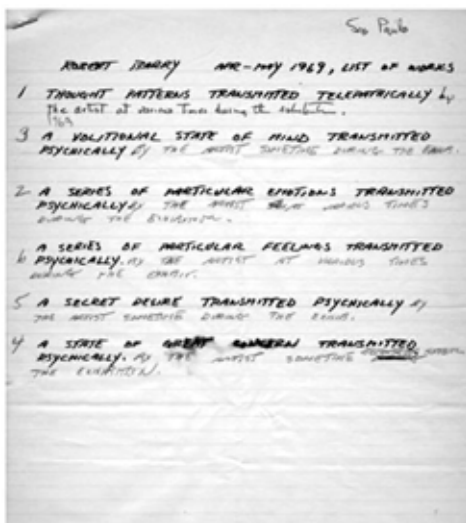 Sao Paulo
ROBERT BARRY APR-MAY 1969, LIST OF WORKS
1 THOUGHT PATTERNS TRANSMITTED TELEPATHICALLY by
the artist at various times during the exhibition.
1969
3 A VOLITIONAL STATE OF MIND TRANSMITTED
PSYCHICALLY BY THE ARTIST SOMETIME DURING THE EXHIB.
2 A SERIES OF PARTICULAR EMOTIONS TRANSMITTED
PSYCHICALLY BY THE ARTIST AT VARIOUS TIMES
DURING THE EXHIBITION.
A SERIES OF PARTICULAR FEELINGS TRANSMITTED
6 PSYCHICALLY. BY THE ARTIST AT VARIOUS TIMES
DURING THE EXHIBIT.
5 A SECRET DESIRE TRANSMITTED PSYCHICALLY BY
THE ARTIST SOMETIME DURING THE EXHIB.
4 A STATE OF GREAT CONCERN TRANSMITTED
PSYCHICALLY. BY THE ARTIST SOMETIME
THE EXHIBITION.